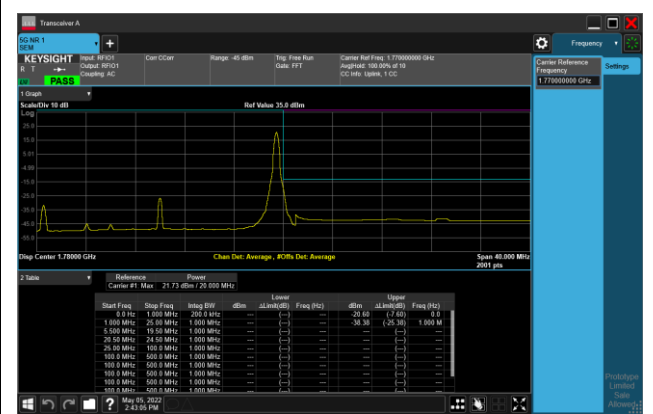 Transceiver A
5G NR 1
SEM
Frequency
KEYSIGHT
R T
PASS
Input: RFIO1
Output: RFIO1
Coupling: AC
Corr CCorr
Range: -45 dBm
Trig: Free Run
Gate: FFT
Carrier Ref Freq: 1.770000000 GHz
Avg|Hold: 100.00% of 10
CC Info: Uplink, 1 CC
Carrier Reference
Frequency
1.770000000 GHz
Settings
1 Graph
Scale/Div 10 dB
Ref Value 35.0 dBm
Log
25.0
15.0
5.00
-15.0
-25.0
-35.0
-45.0
-55.0
Disp Center 1.78000 GHz
Chan Det: Average, #Offs Det: Average
Span 40.000 MHz
2001 pts
2 Table
Reference Power
Carrier #1 Max 21.73 dBm / 20.000 MHz
Lower Upper
Start Freq Stop Freq Integ BW dBm ΔLimit(dB) Freq (Hz) dBm ΔLimit(dB) Freq (Hz)
0.0 Hz 1.000 MHz 200.0 kHz --- (---) --- -20.60 (-7.60) 0.0
1.000 MHz 25.00 MHz 1.000 MHz --- (---) --- -38.38 (-25.38) 1.000 M
5.500 MHz 19.50 MHz 1.000 MHz --- (---) --- --- (---) ---
20.50 MHz 24.50 MHz 1.000 MHz --- (---) --- --- (---) ---
25.00 MHz 100.0 MHz 1.000 MHz --- (---) --- --- (---) ---
100.0 MHz 500.0 MHz 1.000 MHz --- (---) --- --- (---) ---
100.0 MHz 500.0 MHz 1.000 MHz --- (---) --- --- (---) ---
100.0 MHz 500.0 MHz 1.000 MHz --- (---) --- --- (---) ---
100.0 MHz 500.0 MHz 1.000 MHz --- (---) --- --- (---) ---
100.0 MHz 500.0 MHz 1.000 MHz --- (---) --- --- (---) ---
May 05, 2022
2:43:05 PM
Prototype
Limited
Sale
Allowed